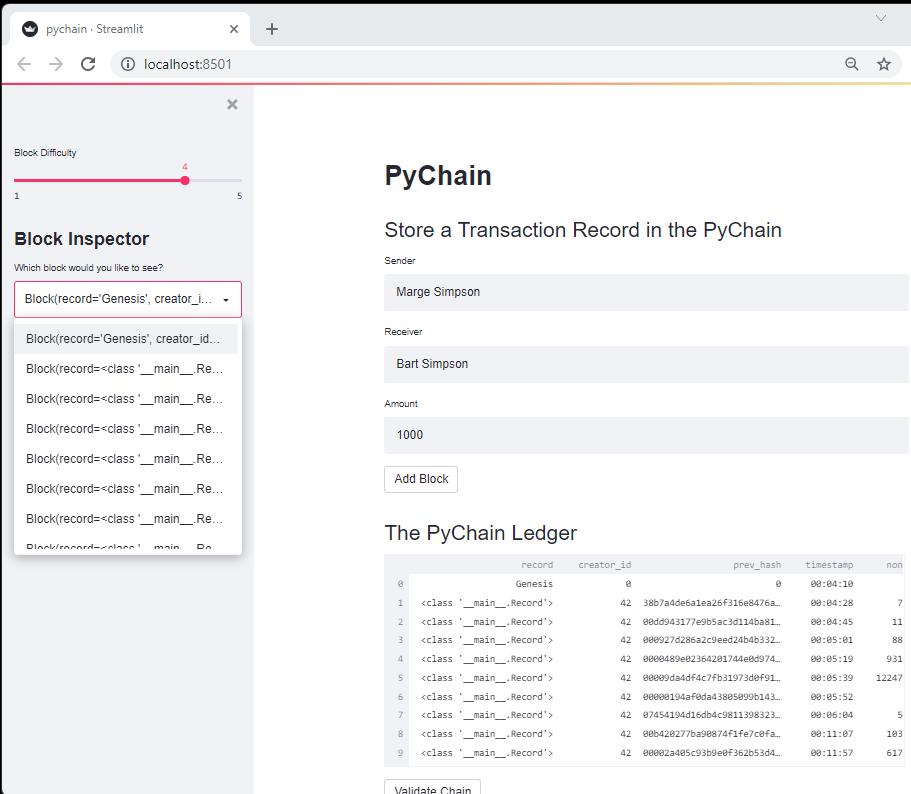 pychain · Streamlit
localhost:8501
Block Difficulty
4
1 5
Block Inspector
Which block would you like to see?
Block(record='Genesis', creator_i...
Block(record='Genesis', creator_id...
Block(record=<class '__main__.Re...
Block(record=<class '__main__.Re...
Block(record=<class '__main__.Re...
Block(record=<class '__main__.Re...
Block(record=<class '__main__.Re...
Block(record=<class '__main__.Re...
Block(record=<class '__main__.Re...
PyChain
Store a Transaction Record in the PyChain
Sender
Marge Simpson
Receiver
Bart Simpson
Amount
1000
Add Block
The PyChain Ledger
record creator_id prev_hash timestamp non
0 Genesis 0 0 00:04:10
1 <class '__main__.Record'> 42 38b7a4de6a1ea26f316e8476a… 00:04:28 7
2 <class '__main__.Record'> 42 00dd943177e9b5ac3d114ba81… 00:04:45 11
3 <class '__main__.Record'> 42 000927d286a2c9eed24b4b332… 00:05:01 88
4 <class '__main__.Record'> 42 0000489e02364201744e0d974… 00:05:19 931
5 <class '__main__.Record'> 42 00009da4df4c7fb31973d0f91… 00:05:39 12247
6 <class '__main__.Record'> 42 00000194af0da43805099b143… 00:05:52
7 <class '__main__.Record'> 42 07454194d16db4c9811398323… 00:06:04 5
8 <class '__main__.Record'> 42 00b420277ba90874f1fe7c0fa… 00:11:07 103
9 <class '__main__.Record'> 42 00002a405c93b9e0f362b53d4… 00:11:57 617
Validate Chain